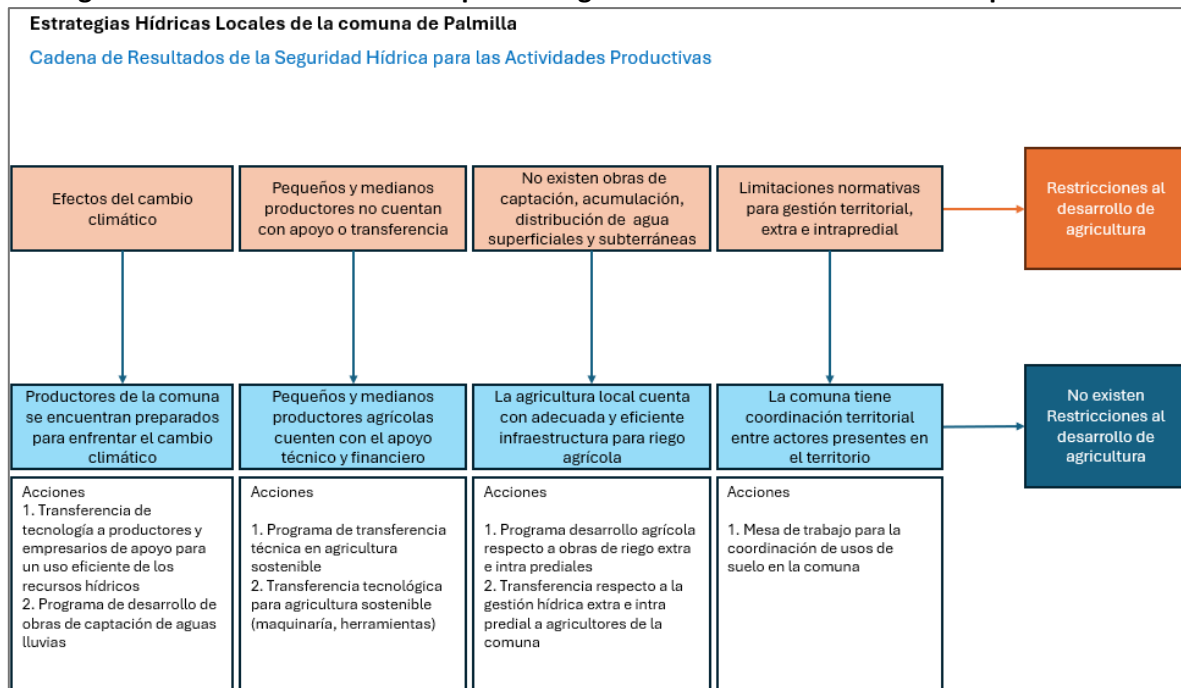 Estrategias Hídricas Locales de la comuna de Palmilla
Cadena de Resultados de la Seguridad Hídrica para las Actividades Productivas
Efectos del cambio
climático
Pequeños y medianos
productores no cuentan
con apoyo o transferencia
No existen obras de
captación, acumulación,
distribución de agua
superficiales y subterráneas
Limitaciones normativas
para gestión territorial,
extra e intrapredial
Restricciones al
desarrollo de
agricultura
Productores de la comuna
se encuentran preparados
para enfrentar el cambio
climático
Pequeños y medianos
productores agrícolas
cuenten con el apoyo
técnico y financiero
La agricultura local cuenta
con adecuada y eficiente
infraestructura para riego
agrícola
La comuna tiene
coordinación territorial
entre actores presentes en
el territorio
No existen
Restricciones al
desarrollo de
agricultura
Acciones
1. Transferencia de
tecnología a productores y
empresarios de apoyo para
un uso eficiente de los
recursos hídricos
2. Programa de desarrollo de
obras de captación de aguas
lluvias
Acciones
1. Programa de transferencia
técnica en agricultura
sostenible
2. Transferencia tecnológica
para agricultura sostenible
(maquinaría, herramientas)
Acciones
1. Programa desarrollo agrícola
respecto a obras de riego extra
e intra prediales
2. Transferencia respecto a la
gestión hídrica extra e intra
predial a agricultores de la
comuna
Acciones
1. Mesa de trabajo para la
coordinación de usos de
suelo en la comuna